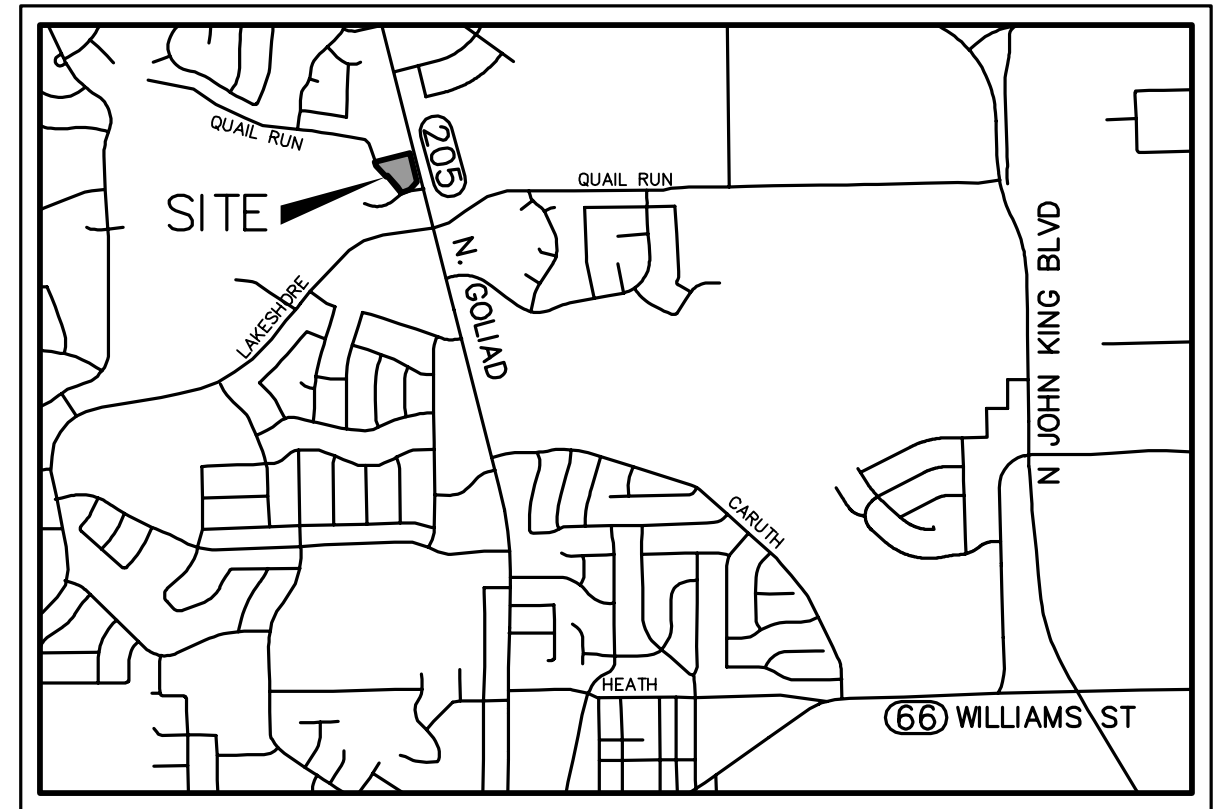 QUAIL RUN
205
QUAIL RUN
SITE
N. GOLIAD
N JOHN KING BLVD
LAKESHORE
CARUTH
HEATH
66 WILLIAMS ST